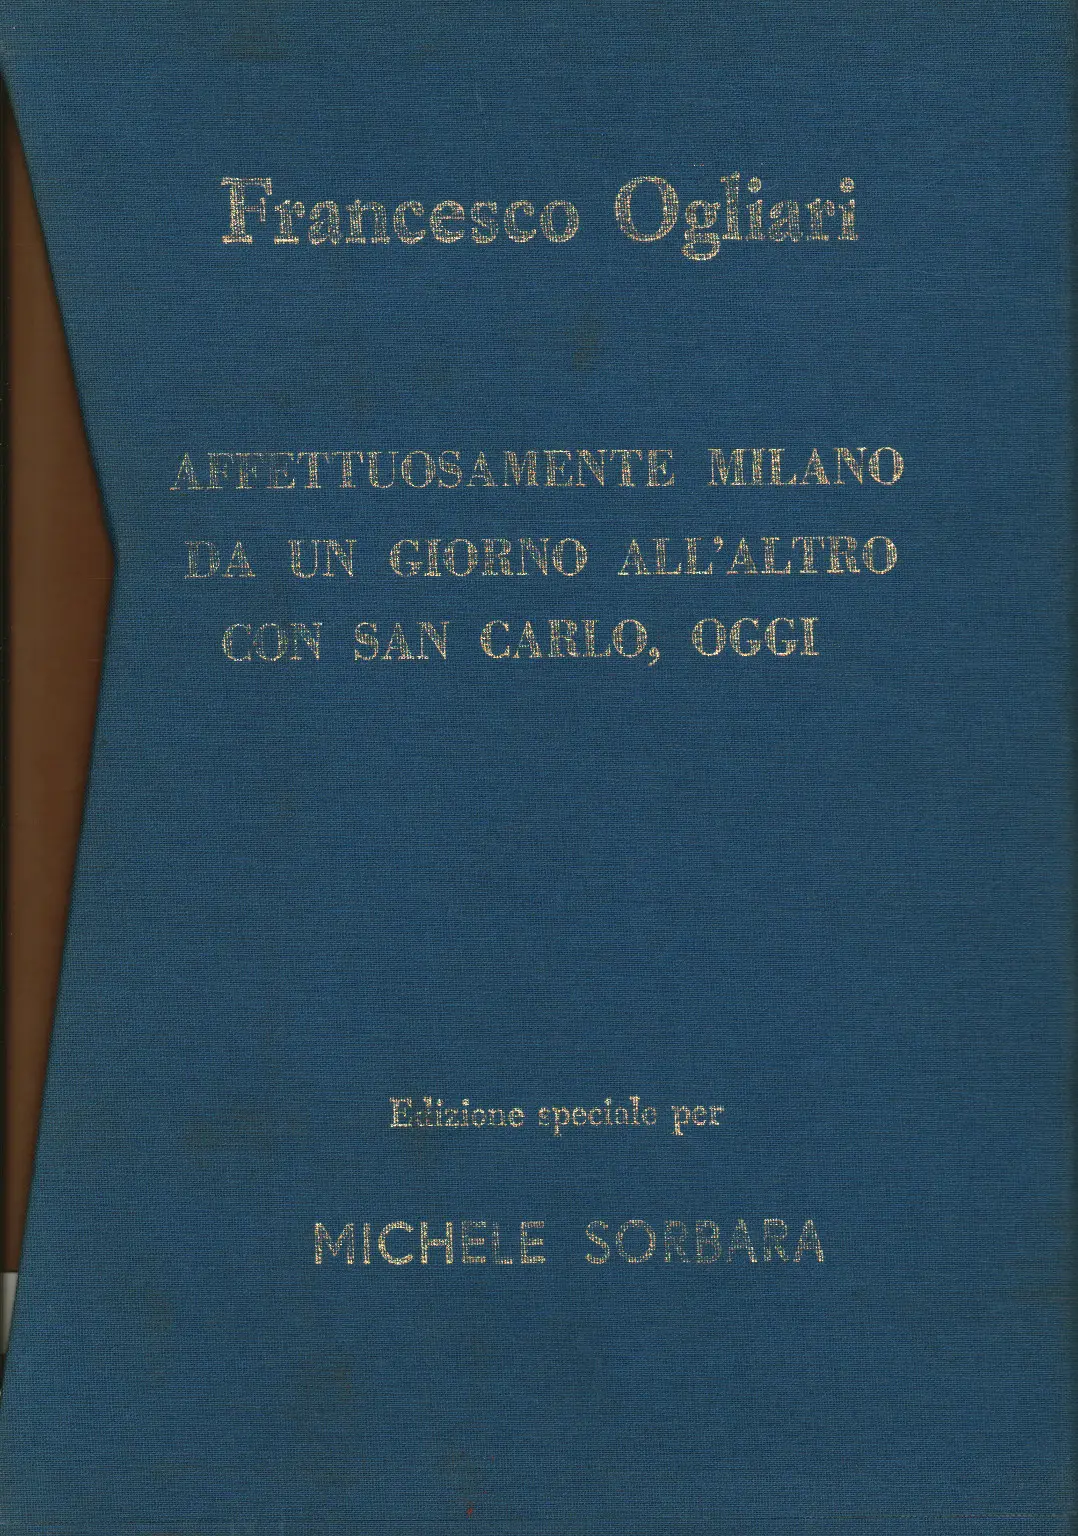 Francesco Ogliari
AFFETTUOSAMENTE MILANO
DA UN GIORNO ALL'ALTRO
CON SAN CARLO, OGGI
Edizione speciale per
MICHELE SORBARA